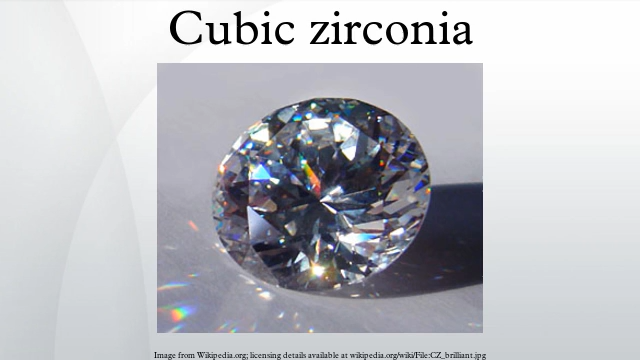 Cubic zirconia
Image from Wikipedia.org; licensing details available at wikipedia.org/wiki/File:CZ_brilliant.jpg